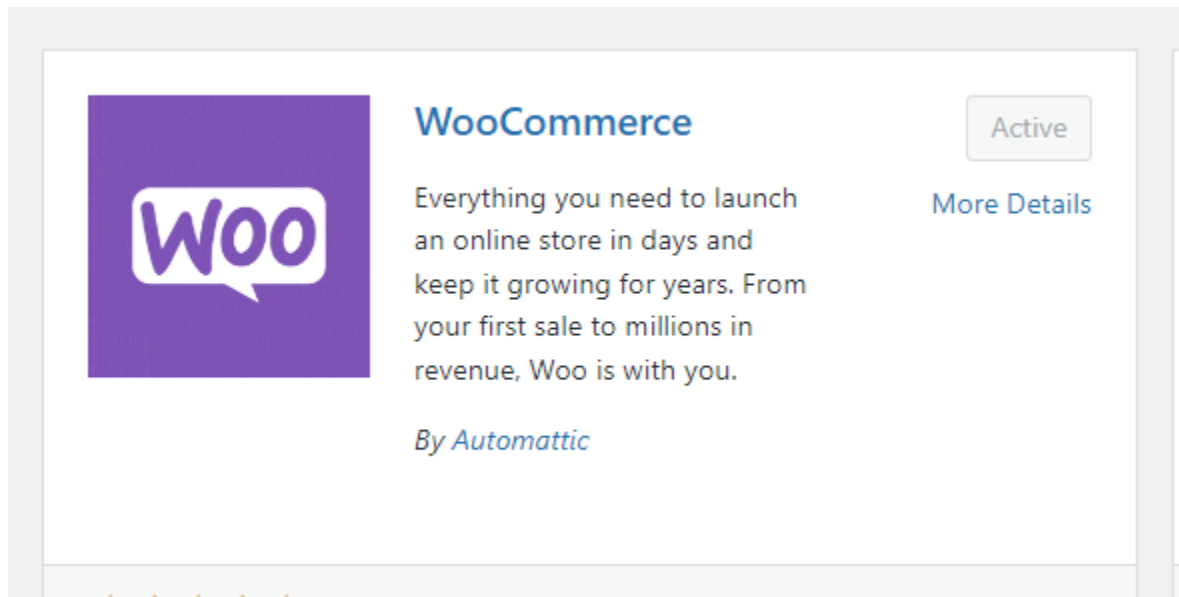 Woo
WooCommerce
Active
Everything you need to launch
an online store in days and
keep it growing for years. From
your first sale to millions in
revenue, Woo is with you.
More Details
By Automattic